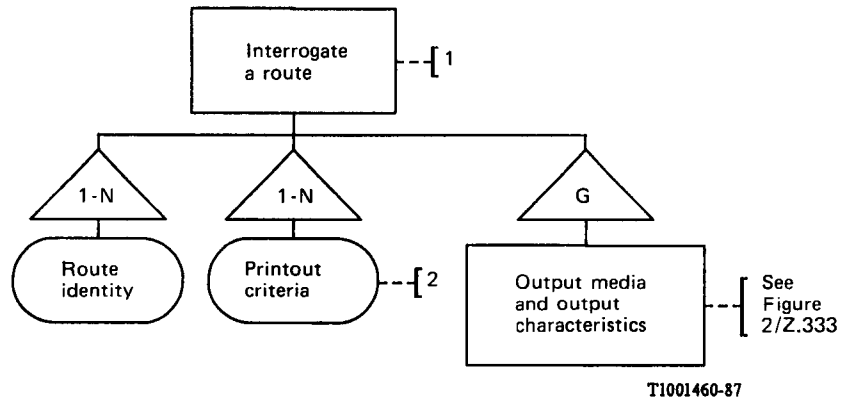 Interrogate
a route
1
1-N
1-N
G
Route
identity
Printout
criteria
2
Output media
and output
characteristics
See
Figure
2/Z.333
T1001460-87